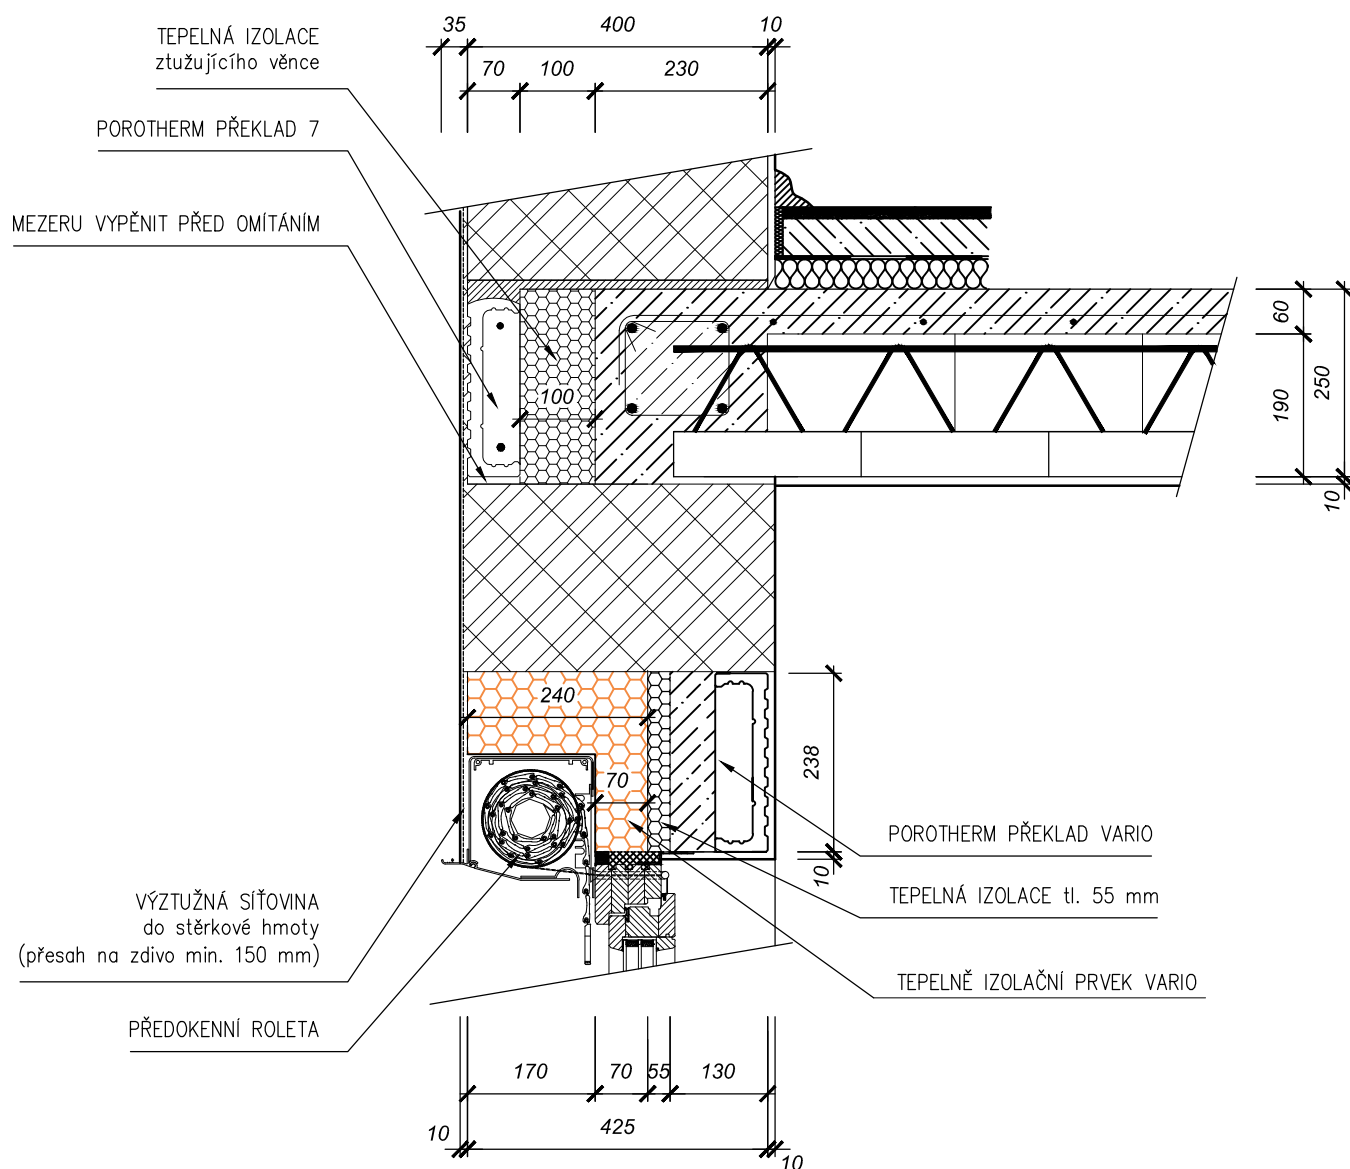 35 400 10
TEPELNÁ IZOLACE
ztužujícího věnce
70 100 230
POROTHERM PŘEKLAD 7
MEZERU VYPĚNIT PŘED OMÍTÁNÍM
60
250
190
100
10
240
70
238
POROTHERM PŘEKLAD VARIO
10
TEPELNÁ IZOLACE tl. 55 mm
VÝZTUŽNÁ SÍŤOVINA
do stěrkové hmoty
(přesah na zdivo min. 150 mm)
TEPELNĚ IZOLAČNÍ PRVEK VARIO
PŘEDOKENNÍ ROLETA
170 70 55 130
10 425 10